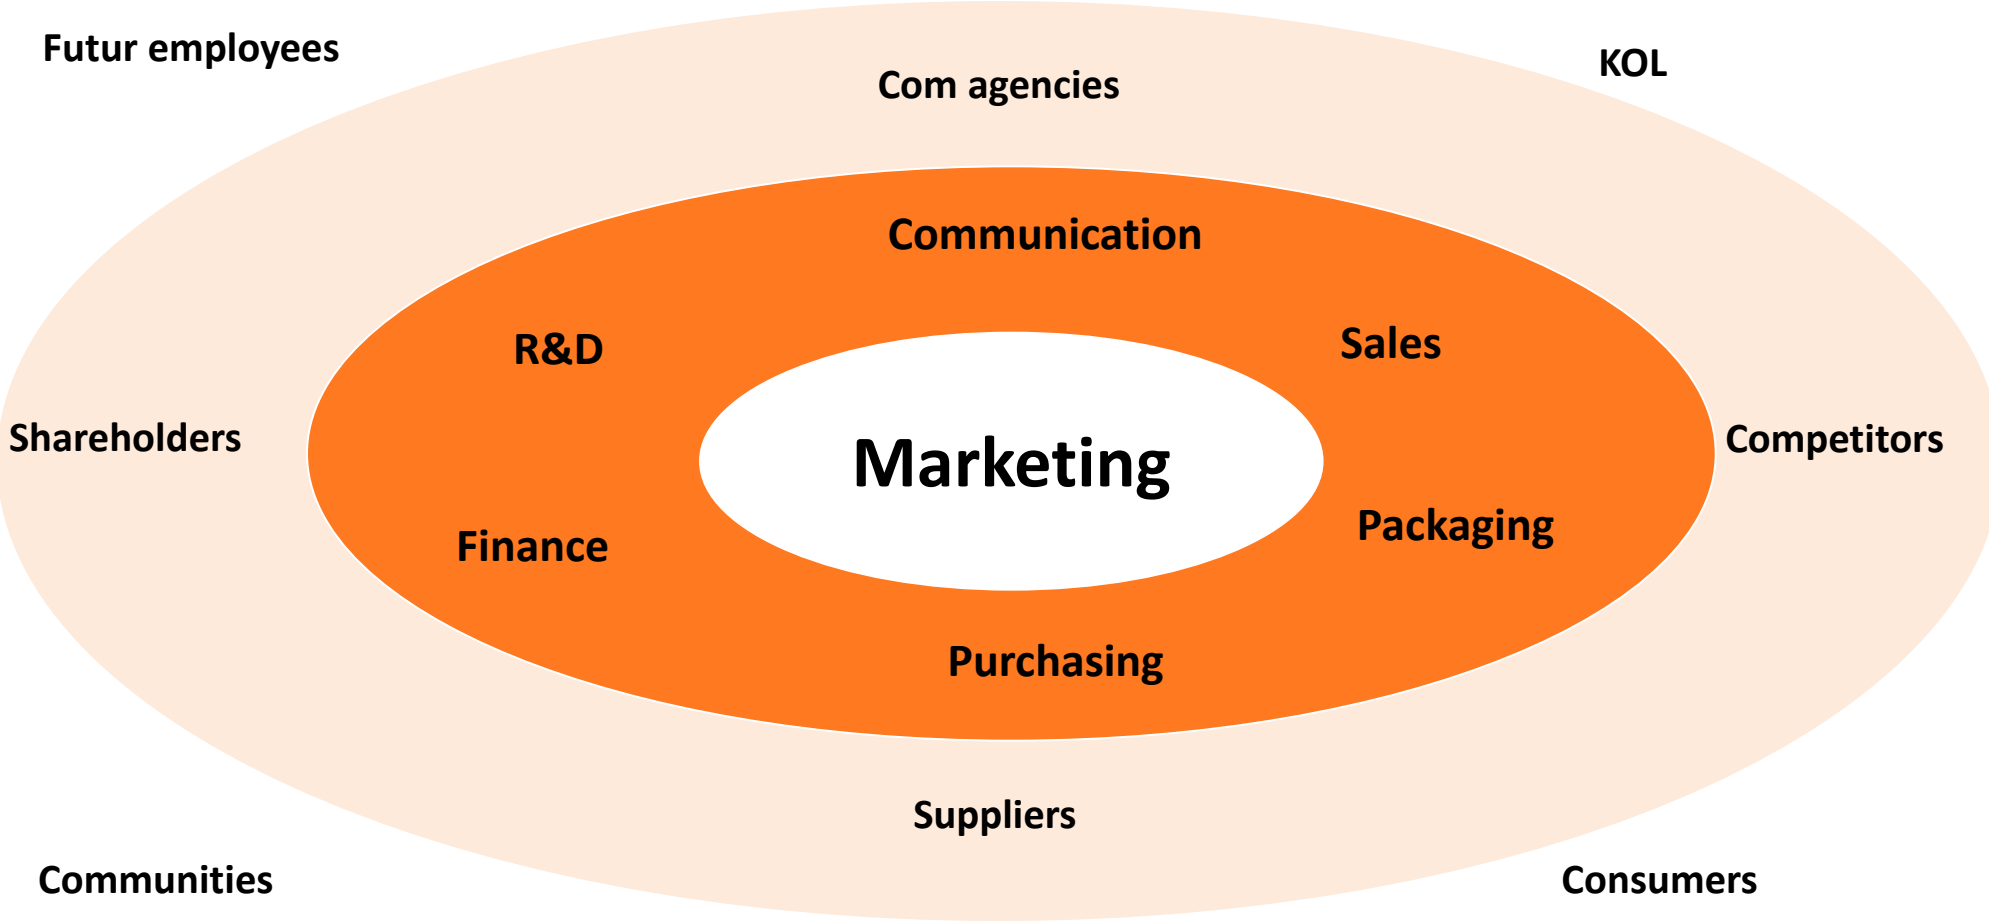 Futur employees
KOL
Com agencies
Communication
R&D
Sales
Shareholders
Marketing
Competitors
Finance
Packaging
Purchasing
Suppliers
Communities
Consumers